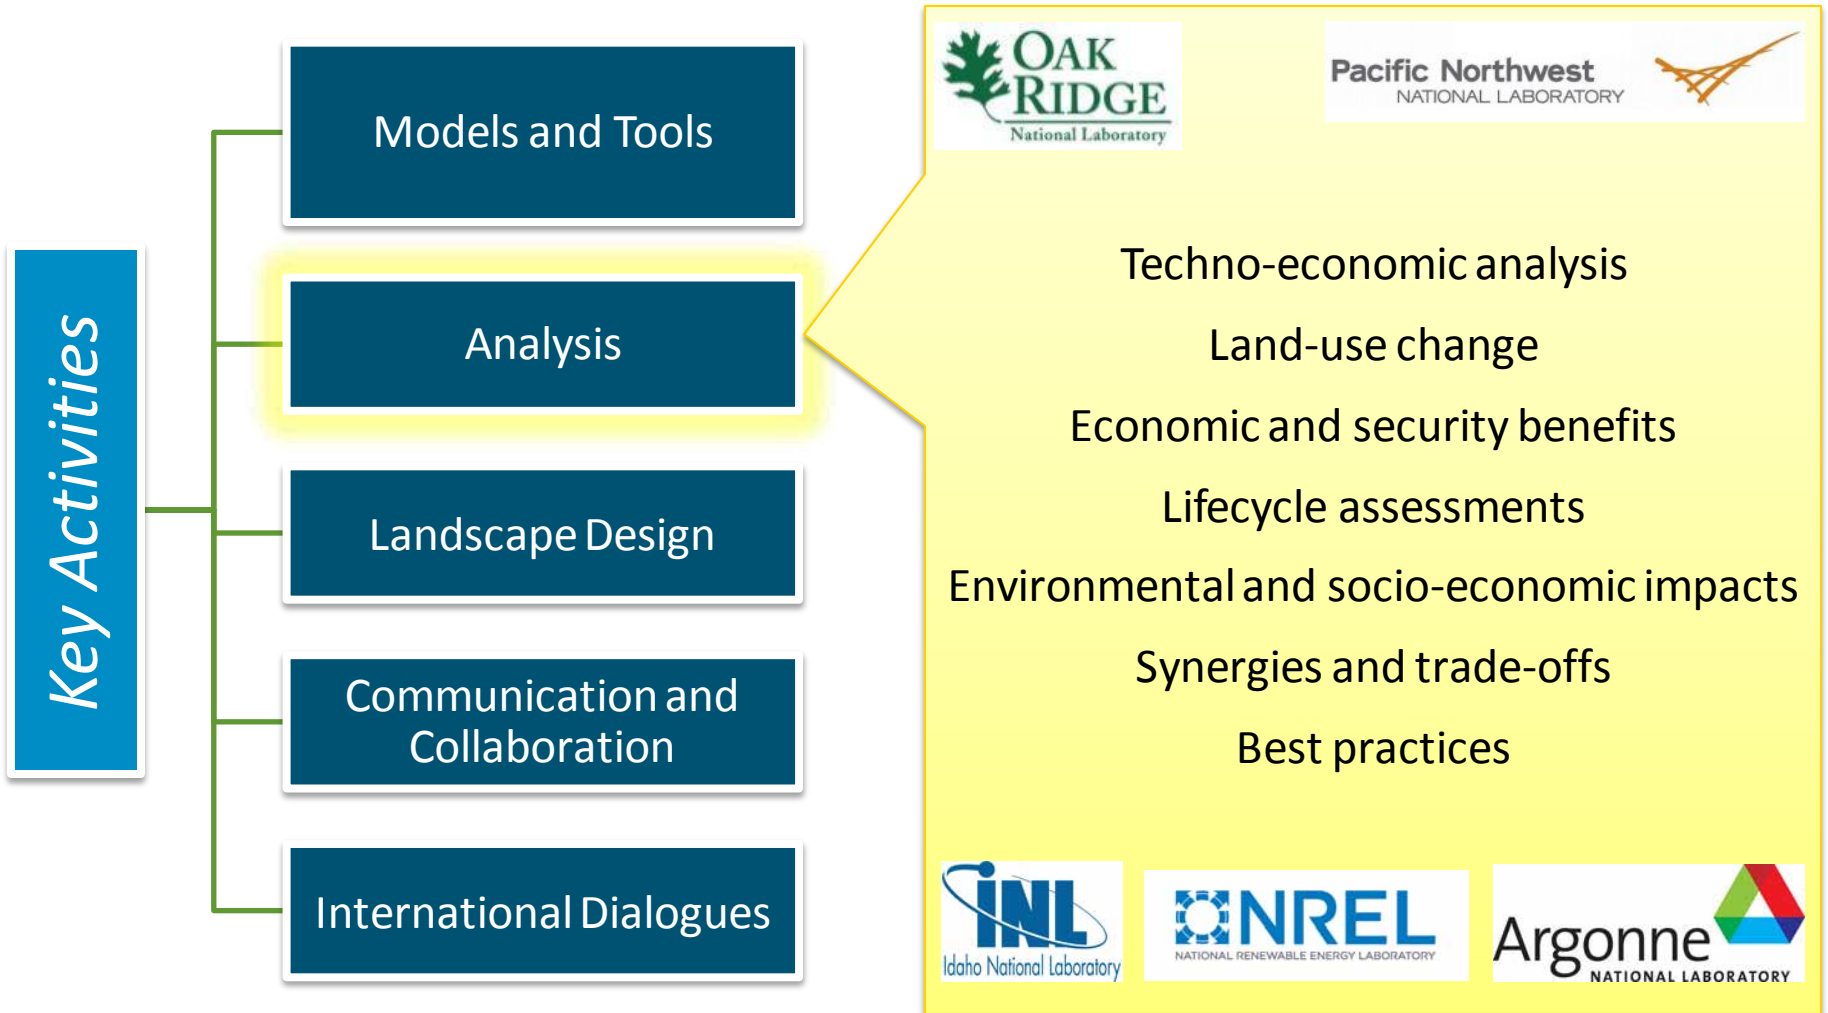 Key Activities
Models and Tools
Analysis
Landscape Design
Communication and
Collaboration
International Dialogues
OAK
RIDGE
National Laboratory
Pacific Northwest
NATIONAL LABORATORY
Techno-economic analysis
Land-use change
Economic and security benefits
Lifecycle assessments
Environmental and socio-economic impacts
Synergies and trade-offs
Best practices
INL
Idaho National Laboratory
NREL
NATIONAL RENEWABLE ENERGY LABORATORY
Argonne
NATIONAL LABORATORY